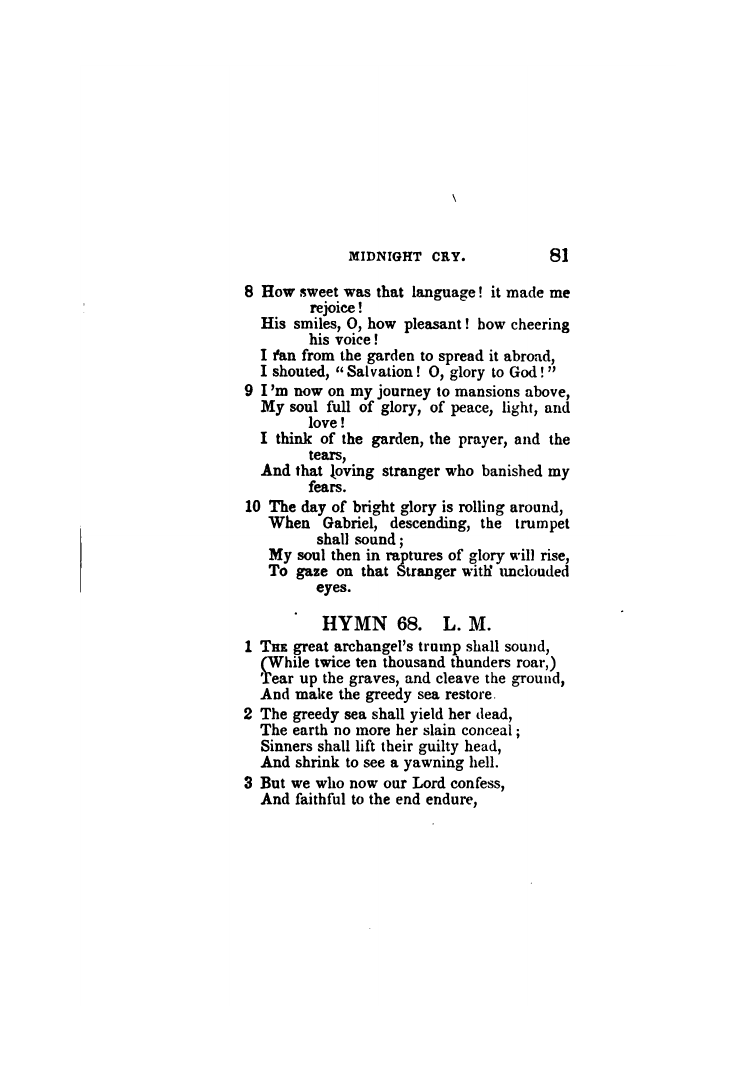 MIDNIGHT CRY. 81
8 How sweet was that language! it made me
rejoice!
His smiles, O, how pleasant! how cheering
his voice!
I ran from the garden to spread it abroad,
I shouted, "Salvation! O, glory to God!"
9 I'm now on my journey to mansions above,
My soul full of glory, of peace, light, and
love!
I think of the garden, the prayer, and the
tears,
And that loving stranger who banished my
fears.
10 The day of bright glory is rolling around,
When Gabriel, descending, the trumpet
shall sound;
My soul then in raptures of glory will rise,
To gaze on that Stranger with unclouded
eyes.
HYMN 68. L. M.
1 THE great archangel's trump shall sound,
(While twice ten thousand thunders roar,)
Tear up the graves, and cleave the ground,
And make the greedy sea restore.
2 The greedy sea shall yield her dead,
The earth no more her slain conceal;
Sinners shall lift their guilty head,
And shrink to see a yawning hell.
3 But we who now our Lord confess,
And faithful to the end endure,